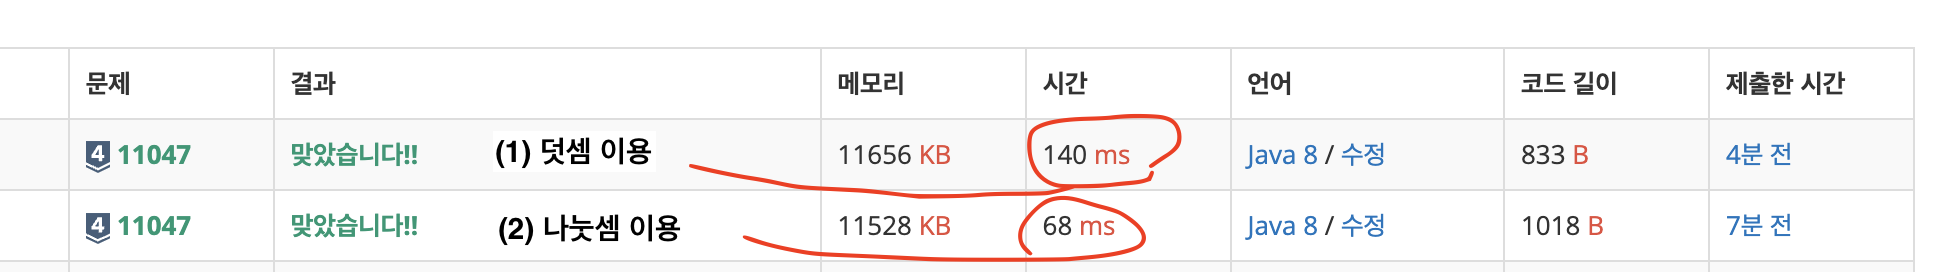 문제 결과 메모리 시간 언어 코드 길이 제출한 시간
4 11047 맞았습니다!! (1) 덧셈 이용 11656 KB 140 ms Java 8 / 수정 833 B 4분 전
4 11047 맞았습니다!! (2) 나눗셈 이용 11528 KB 68 ms Java 8 / 수정 1018 B 7분 전